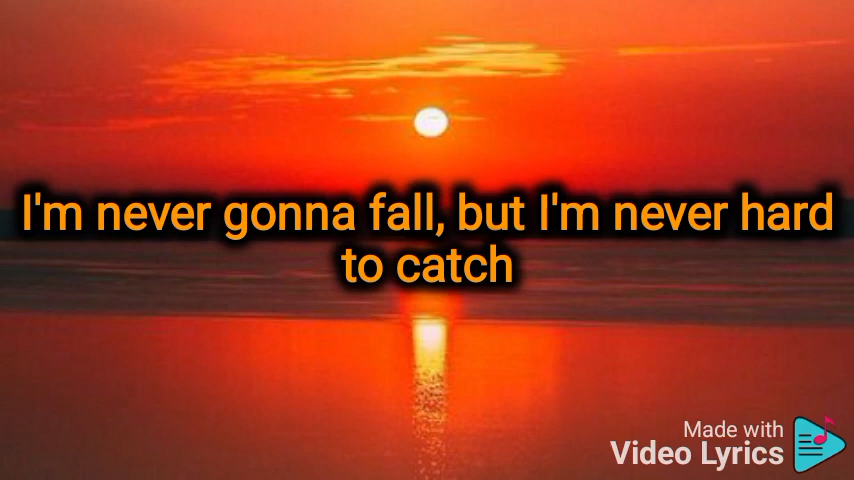 I'm never gonna fall, but I'm never hard
to catch
Made with
Video Lyrics